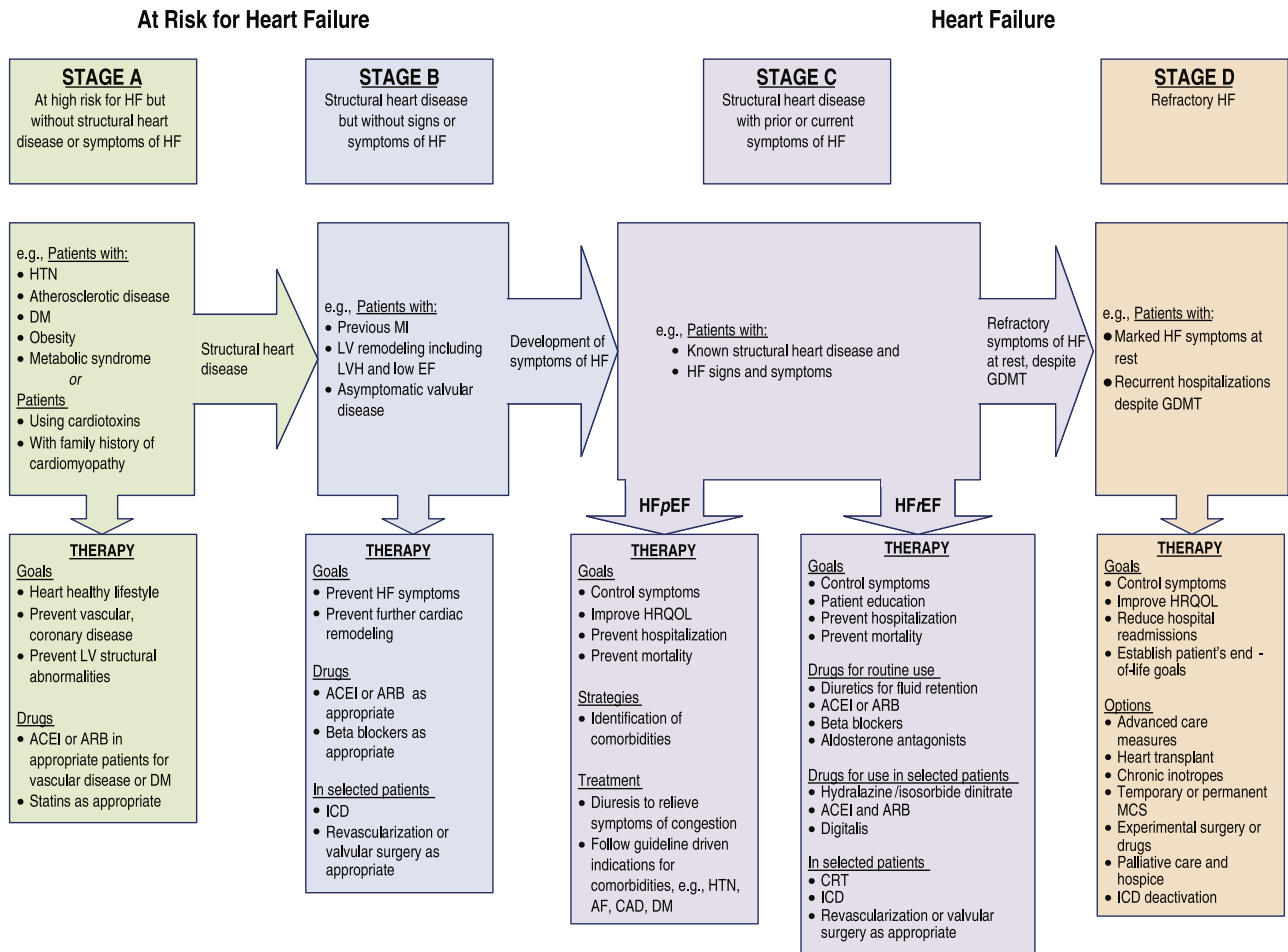 At Risk for Heart Failure
Heart Failure
STAGE A
At high risk for HF but
without structural heart
disease or symptoms of HF
STAGE B
Structural heart disease
but without signs or
symptoms of HF
STAGE C
Structural heart disease
with prior or current
symptoms of HF
STAGE D
Refractory HF
e.g., Patients with:
• HTN
• Atherosclerotic disease
• DM
• Obesity
• Metabolic syndrome
or
Patients
• Using cardiotoxins
• With family history of
cardiomyopathy
Structural heart
disease
e.g., Patients with:
• Previous MI
• LV remodeling including
LVH and low EF
• Asymptomatic valvular
disease
Development of
symptoms of HF
e.g., Patients with:
• Known structural heart disease and
• HF signs and symptoms
Refractory
symptoms of HF
at rest, despite
GDMT
e.g., Patients with:
• Marked HF symptoms at
rest
• Recurrent hospitalizations
despite GDMT
HFpEF
HFrEF
THERAPY
Goals
• Heart healthy lifestyle
• Prevent vascular,
coronary disease
• Prevent LV structural
abnormalities
Drugs
• ACEI or ARB in
appropriate patients for
vascular disease or DM
• Statins as appropriate
THERAPY
Goals
• Prevent HF symptoms
• Prevent further cardiac
remodeling
Drugs
• ACEI or ARB as
appropriate
• Beta blockers as
appropriate
In selected patients
• ICD
• Revascularization or
valvular surgery as
appropriate
THERAPY
Goals
• Control symptoms
• Improve HRQOL
• Prevent hospitalization
• Prevent mortality
Strategies
• Identification of
comorbidities
Treatment
• Diuresis to relieve
symptoms of congestion
• Follow guideline driven
indications for
comorbidities, e.g., HTN,
AF, CAD, DM
THERAPY
Goals
• Control symptoms
• Patient education
• Prevent hospitalization
• Prevent mortality
Drugs for routine use
• Diuretics for fluid retention
• ACEI or ARB
• Beta blockers
• Aldosterone antagonists
Drugs for use in selected patients
• Hydralazine /isosorbide dinitrate
• ACEI and ARB
• Digitalis
In selected patients
• CRT
• ICD
• Revascularization or valvular
surgery as appropriate
THERAPY
Goals
• Control symptoms
• Improve HRQOL
• Reduce hospital
readmissions
• Establish patient's end -
of-life goals
Options
• Advanced care
measures
• Heart transplant
• Chronic inotropes
• Temporary or permanent
MCS
• Experimental surgery or
drugs
• Palliative care and
hospice
• ICD deactivation